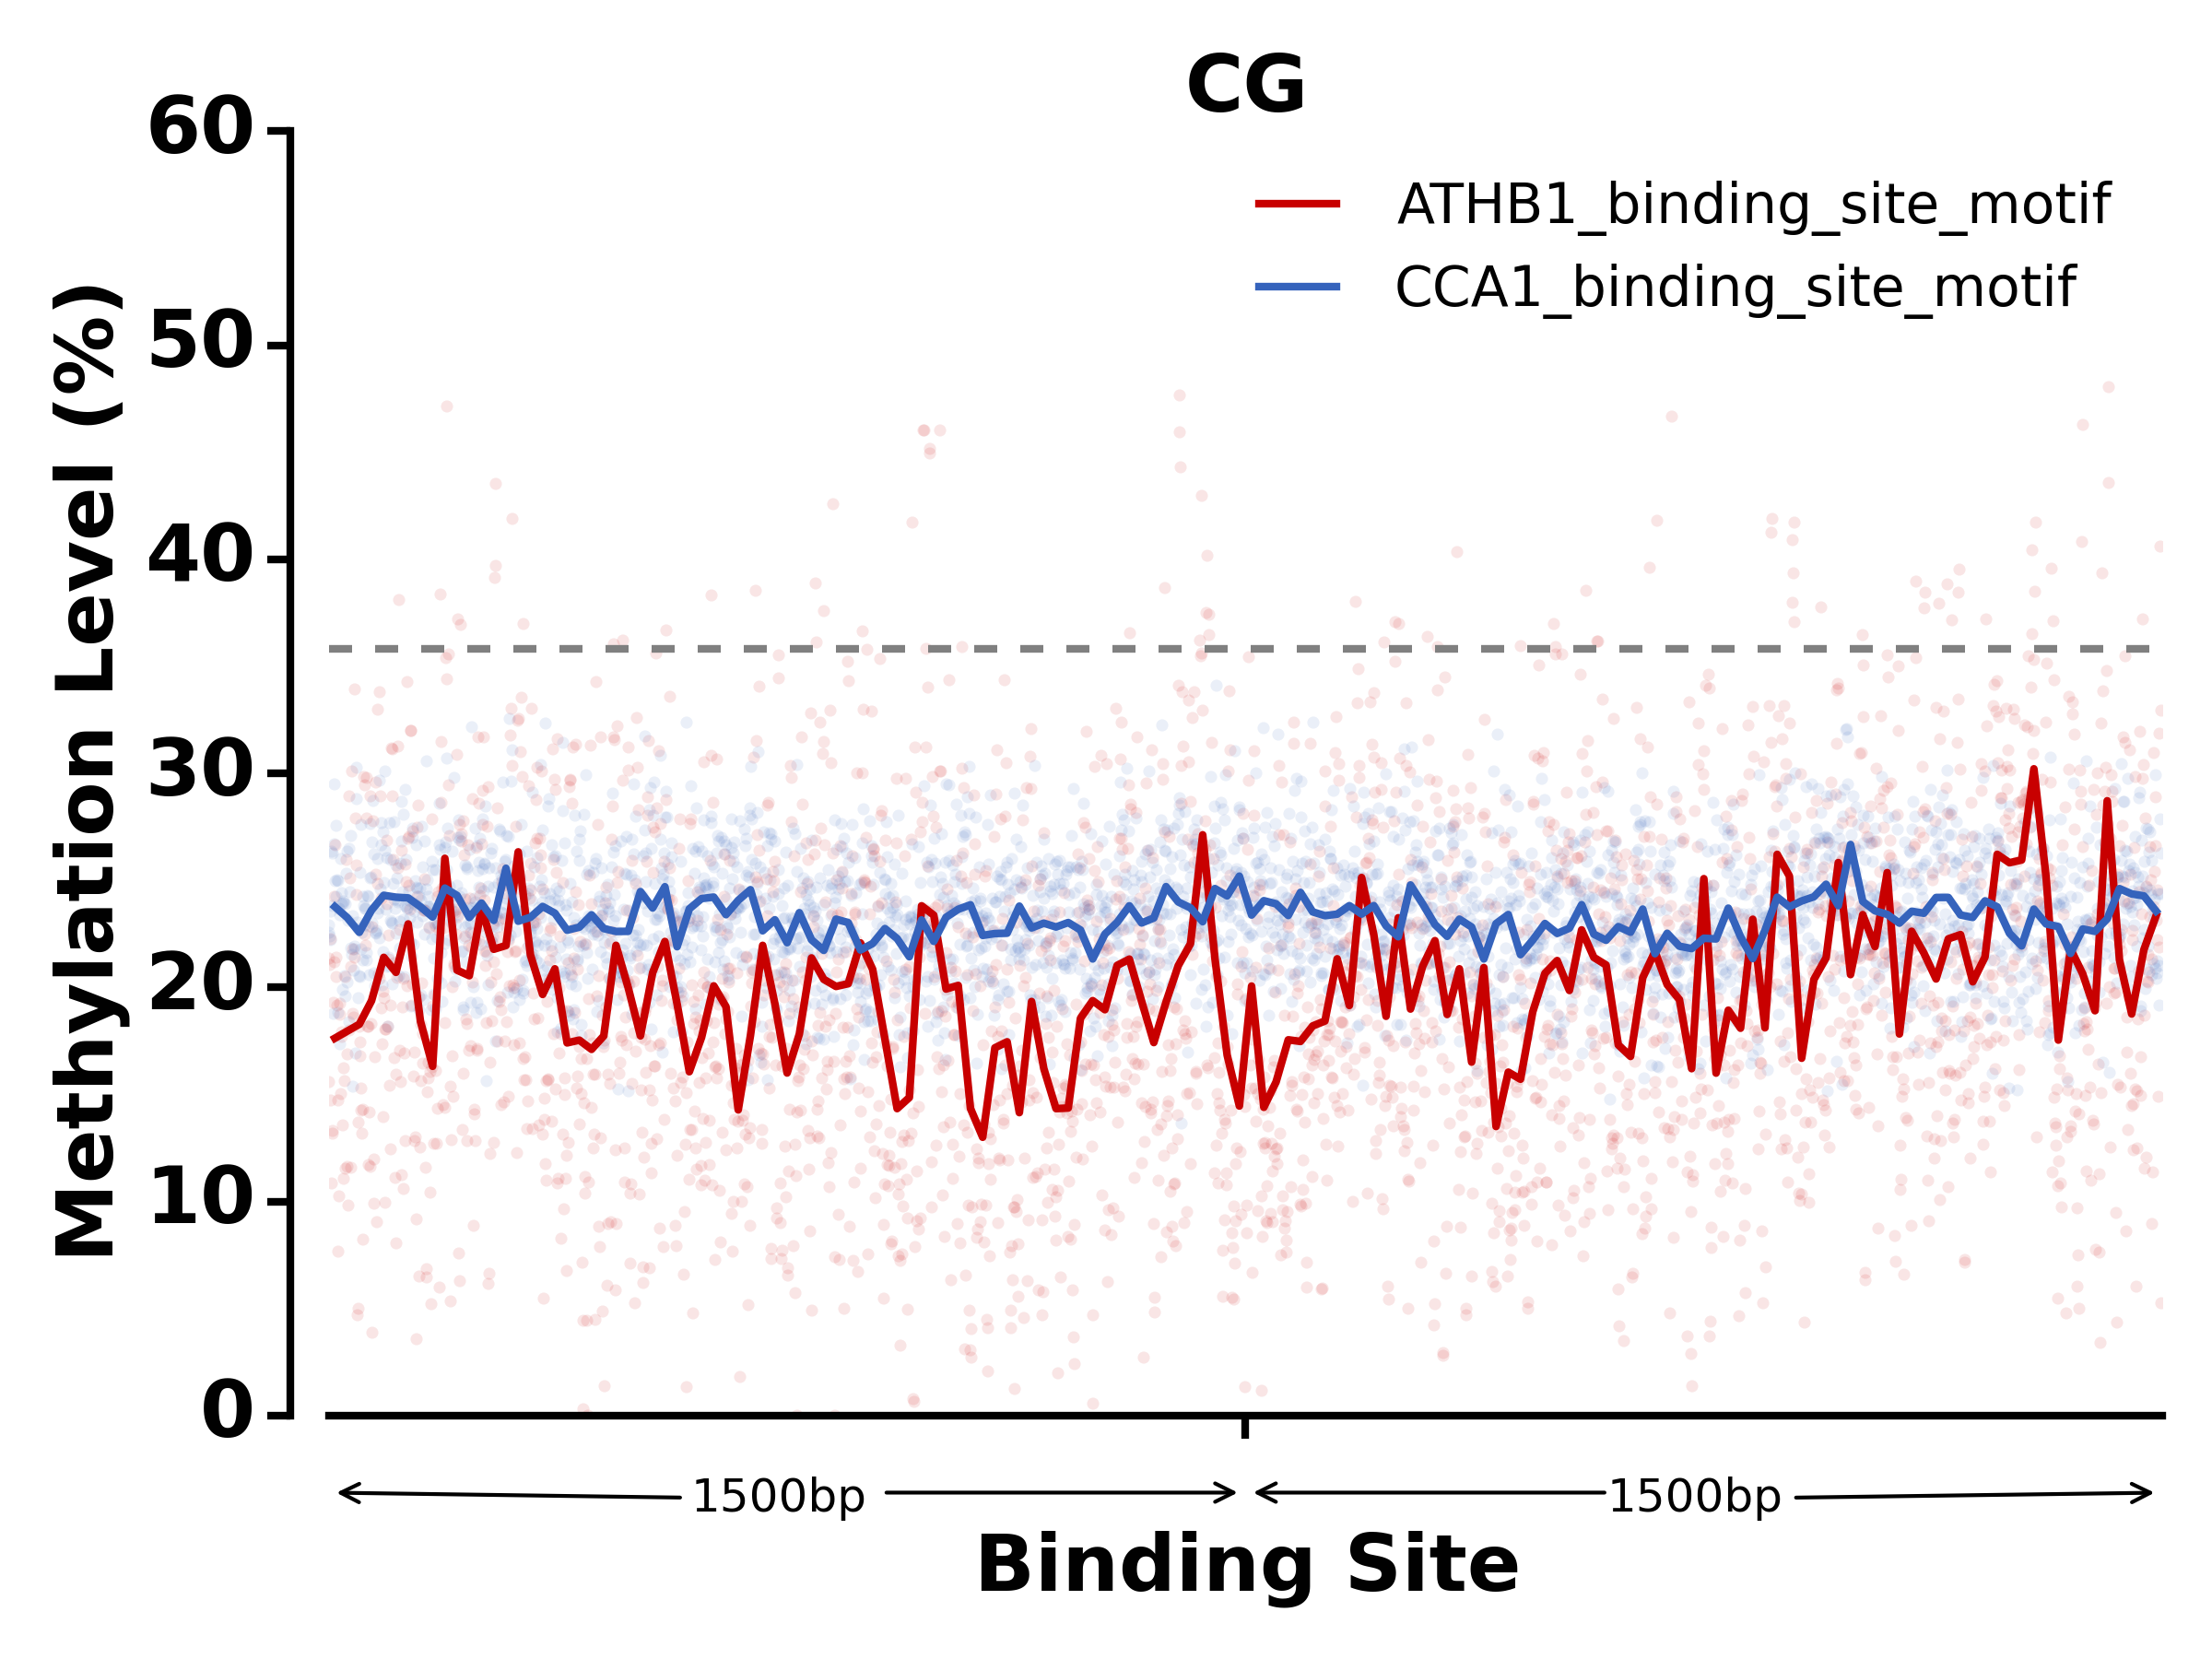 CG
60
50
40
30
20
10
0
Methylation Level (%)
ATHB1_binding_site_motif
CCA1_binding_site_motif
1500bp 1500bp
Binding Site